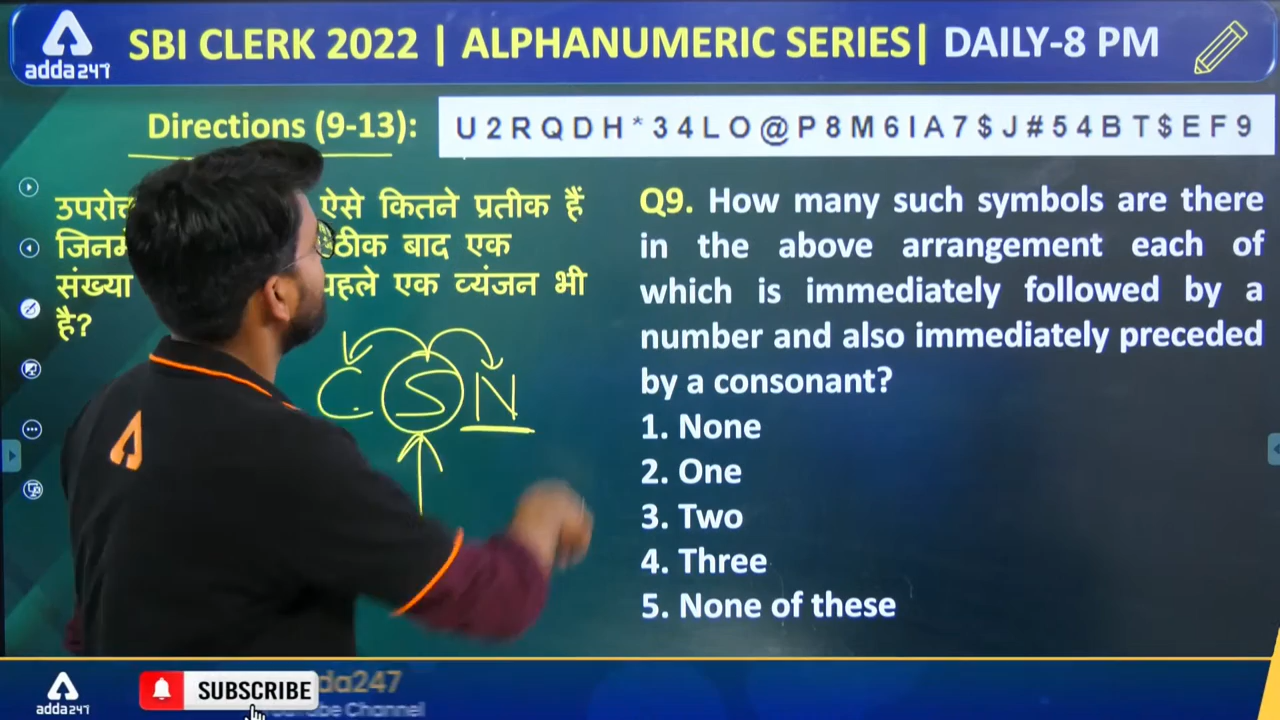 SBI CLERK 2022 | ALPHANUMERIC SERIES| DAILY-8 PM
adda247
Directions (9-13):
U 2 R Q D H * 3 4 L O @ P 8 M 6 I A 7 $ J # 5 4 B T $ E F 9
ऐसे कितने प्रतीक हैं
ठीक बाद एक
संख्या पहले एक व्यंजन भी
है?
C S N
Q9. How many such symbols are there
in the above arrangement each of
which is immediately followed by a
number and also immediately preceded
by a consonant?
1. None
2. One
3. Two
4. Three
5. None of these
adda247
SUBSCRIBE
da247
Channel